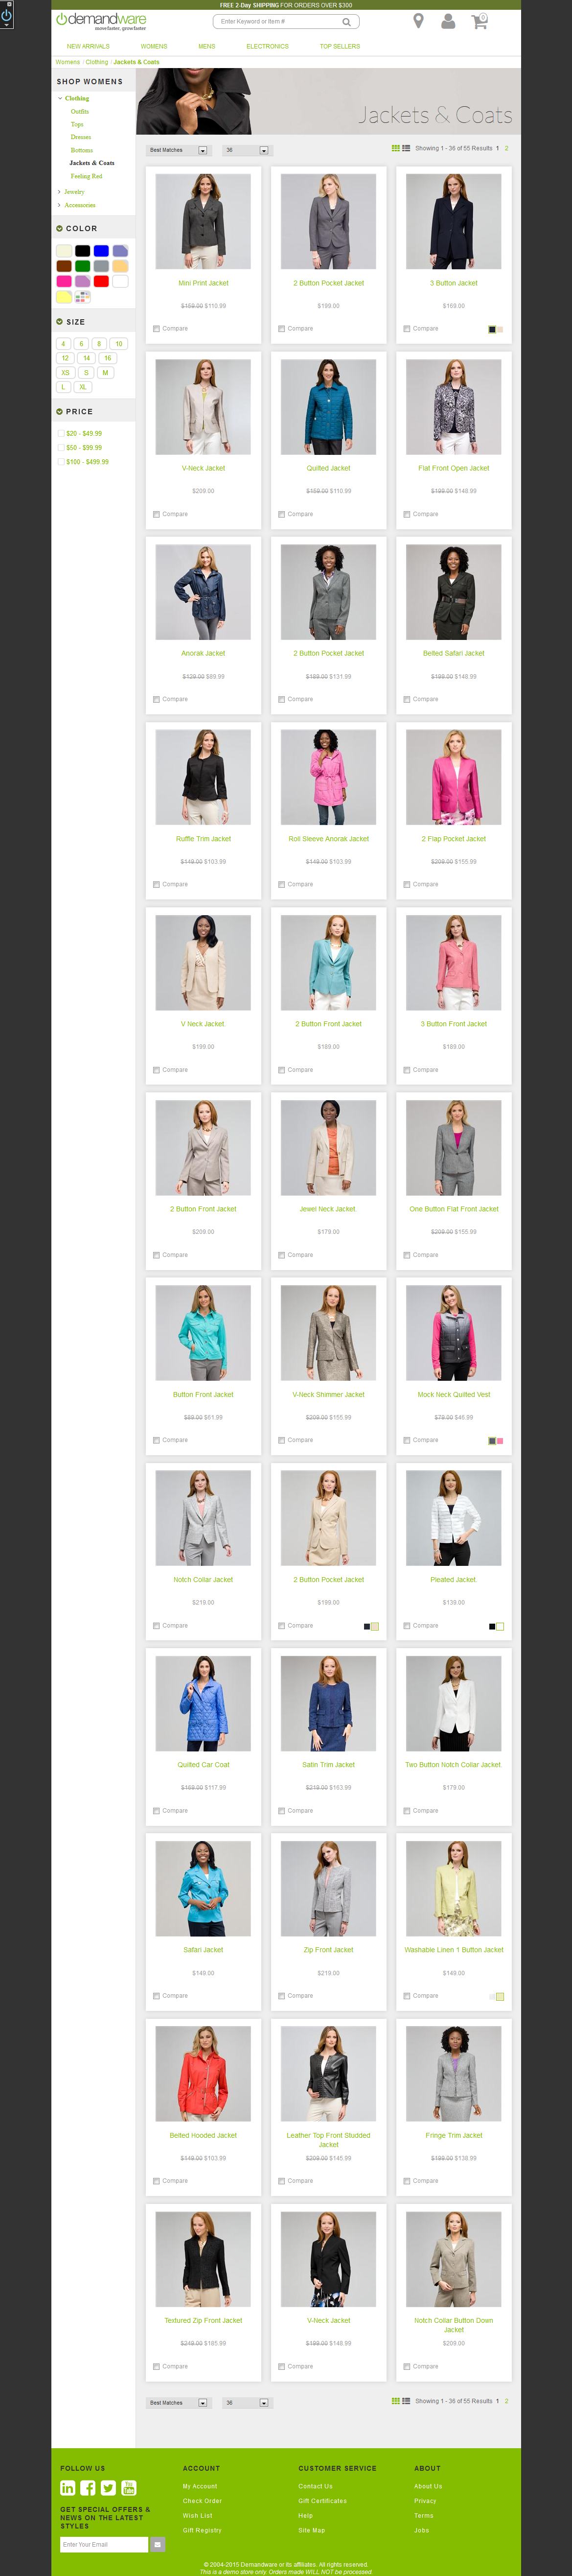 FREE 2-Day SHIPPING FOR ORDERS OVER $300
demandware
move faster, grow faster
Enter Keyword or Item #
0
NEW ARRIVALS WOMENS MENS ELECTRONICS TOP SELLERS
Womens / Clothing / Jackets & Coats
SHOP WOMENS
Clothing
Outfits
Tops
Dresses
Bottoms
Jackets & Coats
Feeling Red
Jewelry
Accessories
COLOR
SIZE
4 6 8 10
12 14 16
XS S M
L XL
PRICE
$20 - $49.99
$50 - $99.99
$100 - $499.99
Jackets & Coats
Best Matches 36 Showing 1 - 36 of 55 Results 1 2
Mini Print Jacket 2 Button Pocket Jacket 3 Button Jacket
$159.00 $110.99 $199.00 $169.00
Compare Compare Compare
V-Neck Jacket Quilted Jacket Flat Front Open Jacket
$209.00 $159.00 $110.99 $199.00 $148.99
Compare Compare Compare
Anorak Jacket 2 Button Pocket Jacket Belted Safari Jacket
$129.00 $89.99 $189.00 $131.99 $199.00 $148.99
Compare Compare Compare
Ruffle Trim Jacket Roll Sleeve Anorak Jacket 2 Flap Pocket Jacket
$149.00 $103.99 $149.00 $103.99 $209.00 $155.99
Compare Compare Compare
V Neck Jacket. 2 Button Front Jacket 3 Button Front Jacket
$199.00 $189.00 $189.00
Compare Compare Compare
2 Button Front Jacket Jewel Neck Jacket. One Button Flat Front Jacket
$209.00 $179.00 $209.00 $155.99
Compare Compare Compare
Button Front Jacket V-Neck Shimmer Jacket Mock Neck Quilted Vest
$89.00 $61.99 $209.00 $155.99 $79.00 $46.99
Compare Compare Compare
Notch Collar Jacket 2 Button Pocket Jacket Pleated Jacket.
$219.00 $199.00 $139.00
Compare Compare Compare
Quilted Car Coat Satin Trim Jacket Two Button Notch Collar Jacket.
$169.00 $117.99 $219.00 $163.99 $179.00
Compare Compare Compare
Safari Jacket Zip Front Jacket Washable Linen 1 Button Jacket
$149.00 $219.00 $149.00
Compare Compare Compare
Belted Hooded Jacket Leather Top Front Studded Fringe Trim Jacket
Jacket
$149.00 $103.99 $209.00 $145.99 $199.00 $138.99
Compare Compare Compare
Textured Zip Front Jacket V-Neck Jacket Notch Collar Button Down
Jacket
$249.00 $185.99 $199.00 $148.99 $209.00
Compare Compare Compare
Best Matches 36 Showing 1 - 36 of 55 Results 1 2
FOLLOW US ACCOUNT CUSTOMER SERVICE ABOUT
My Account Contact Us About Us
Check Order Gift Certificates Privacy
Wish List Help Terms
Gift Registry Site Map Jobs
GET SPECIAL OFFERS &
NEWS ON THE LATEST
STYLES
Enter Your Email
© 2004-2015 Demandware or its affiliates. All rights reserved.
This is a demo store only. Orders made WILL NOT be processed.